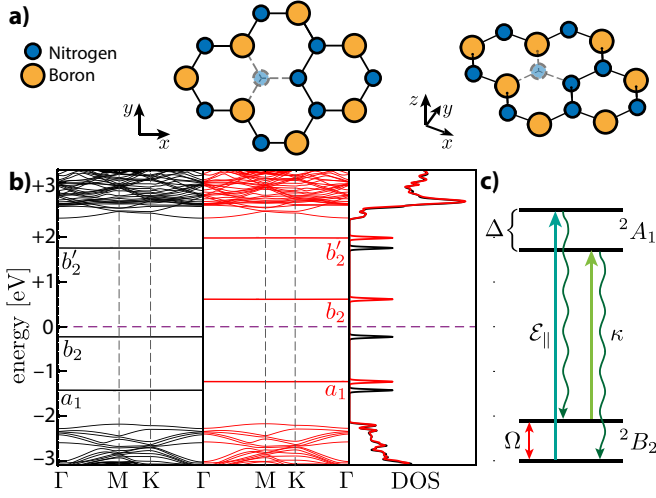 a)
Nitrogen
Boron
y
x
z
y
x
b)
energy [eV]
+3
+2
+1
0
−1
−2
−3
b′₂
b₂
a₁
b′₂
b₂
a₁
Γ M K Γ M K Γ DOS
c)
Δ
²A₁
ℰ∥
κ
Ω
²B₂